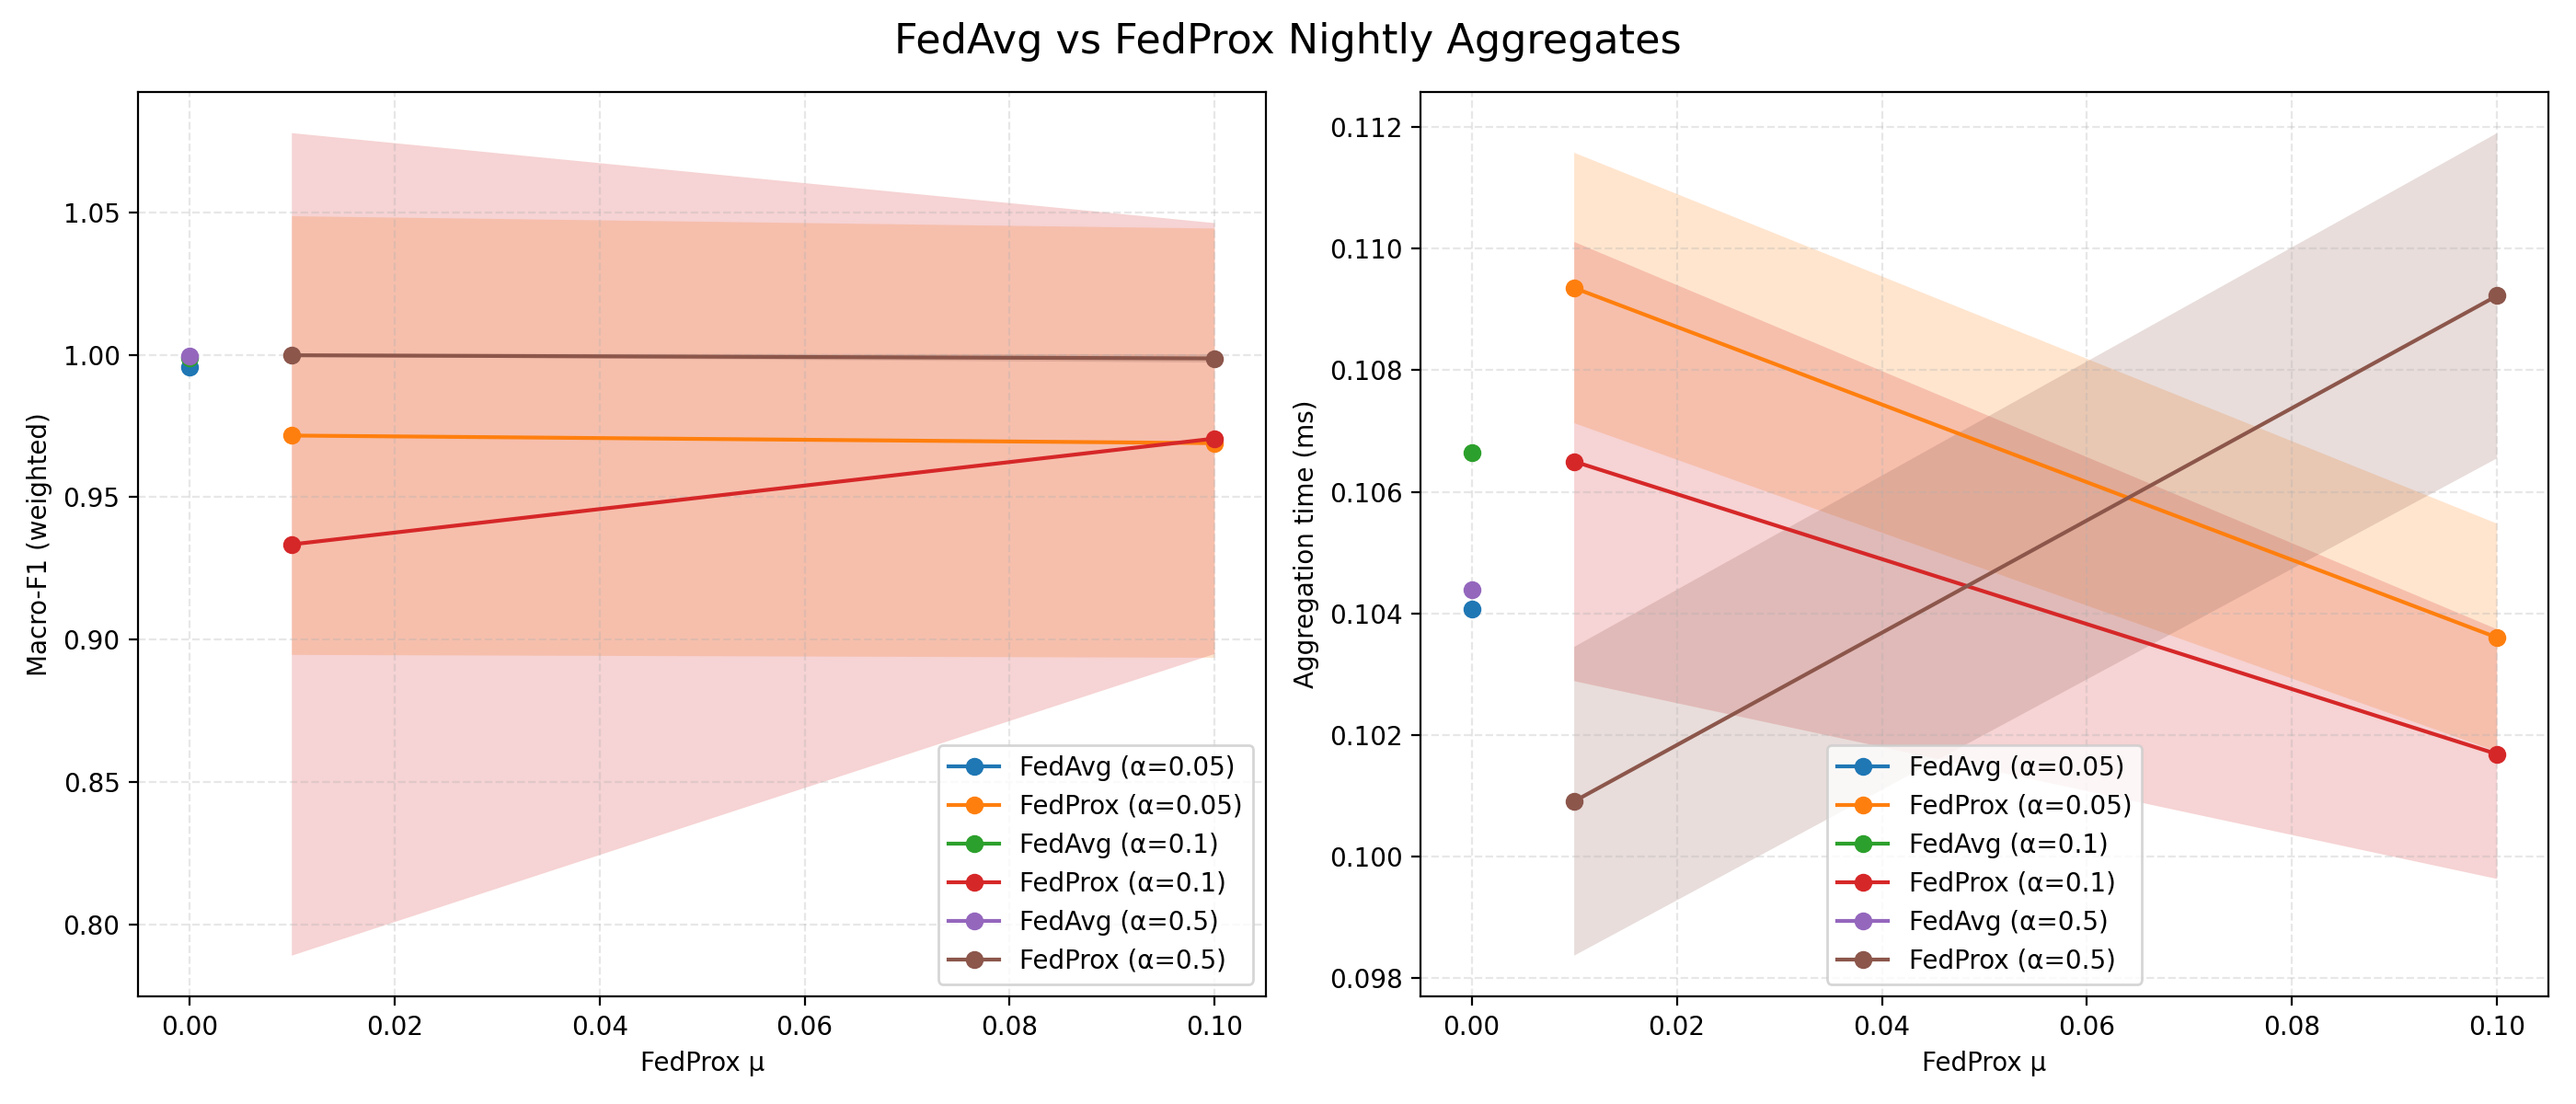 FedAvg vs FedProx Nightly Aggregates
Macro-F1 (weighted)
1.05
1.00
0.95
0.90
0.85
0.80
0.00
0.02
0.04
0.06
0.08
0.10
FedProx μ
FedAvg (α=0.05)
FedProx (α=0.05)
FedAvg (α=0.1)
FedProx (α=0.1)
FedAvg (α=0.5)
FedProx (α=0.5)
Aggregation time (ms)
0.112
0.110
0.108
0.106
0.104
0.102
0.100
0.098
0.00
0.02
0.04
0.06
0.08
0.10
FedProx μ
FedAvg (α=0.05)
FedProx (α=0.05)
FedAvg (α=0.1)
FedProx (α=0.1)
FedAvg (α=0.5)
FedProx (α=0.5)